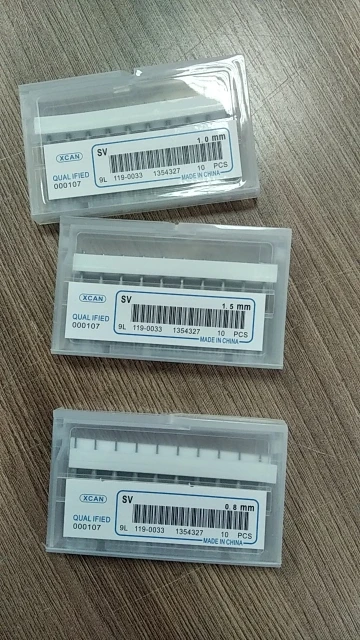 XCAN
SV
1.0 mm
QUALIFIED
000107
9L 119-0033 1354327 10 PCS
MADE IN CHINA
XCAN
SV
1.5 mm
QUALIFIED
000107
9L 119-0033 1354327 10 PCS
MADE IN CHINA
XCAN
SV
0.8 mm
QUALIFIED
000107
9L 119-0033 1354327 10 PCS
MADE IN CHINA